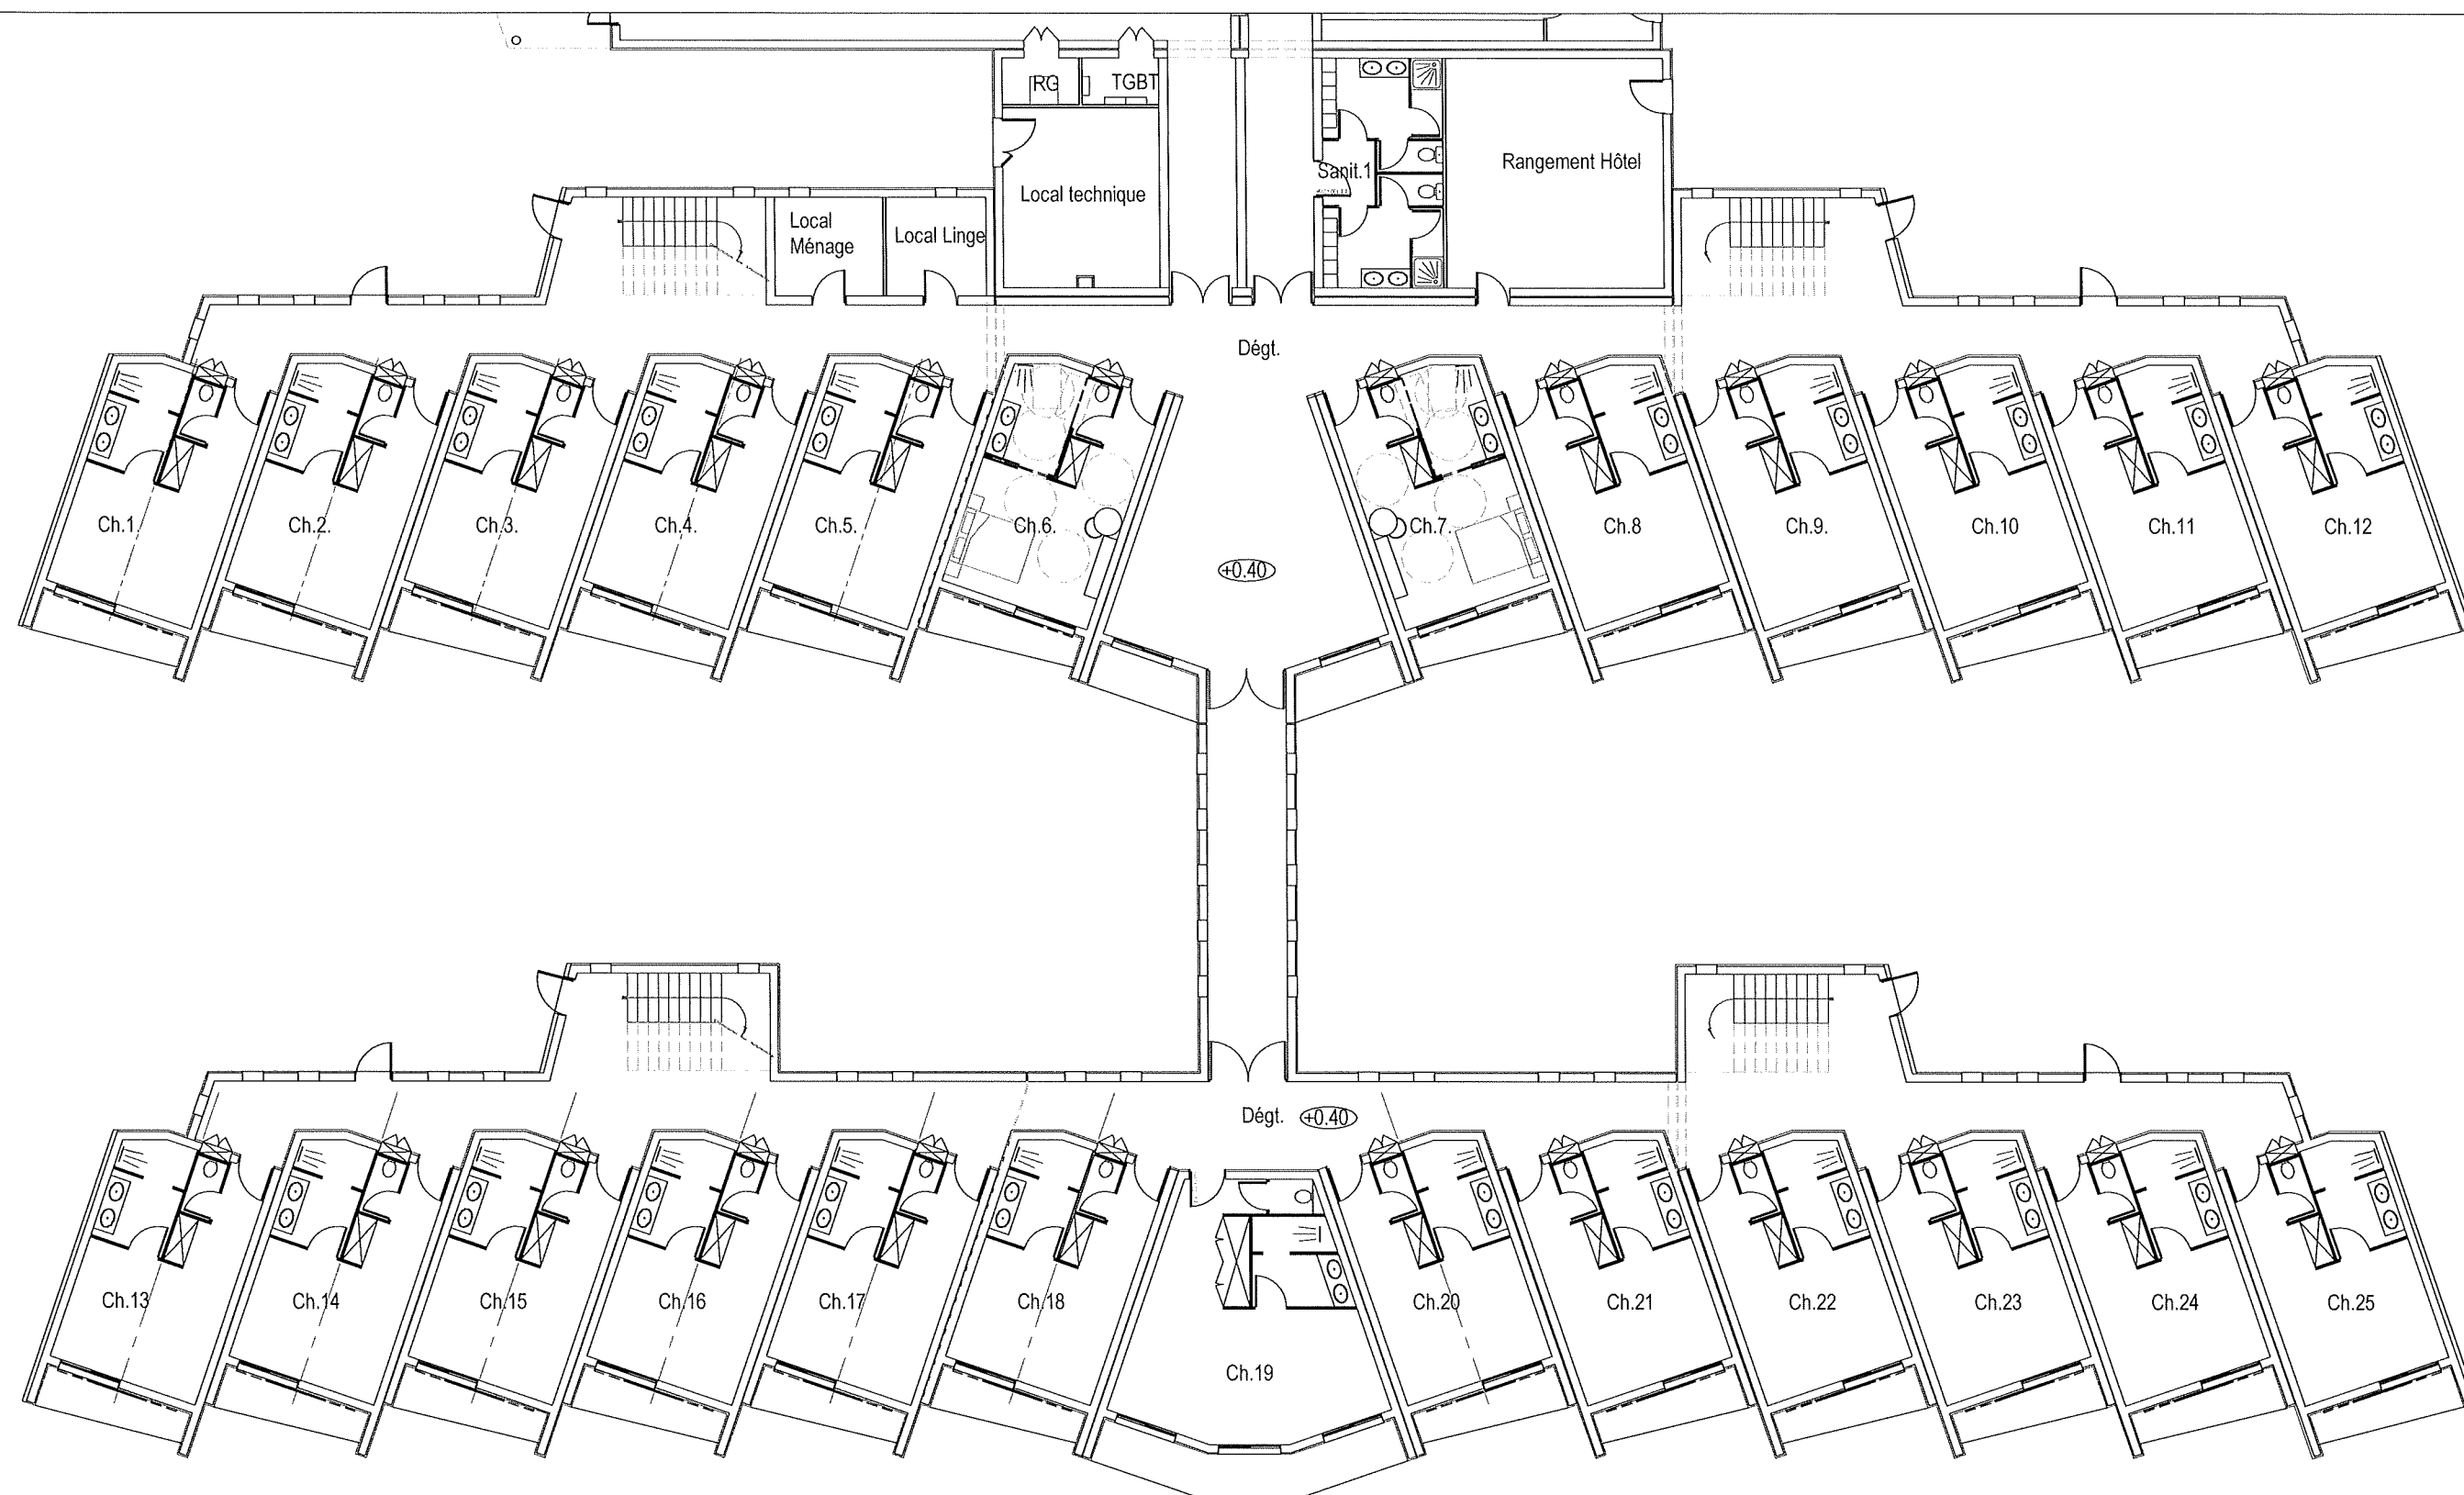 RG
TGBT
Local technique
Sanit.1
Rangement Hôtel
Local
Ménage
Local Linge
Dégt.
Ch.1.
Ch.2.
Ch.3.
Ch.4.
Ch.5.
Ch.6.
Ch.7.
Ch.8
Ch.9.
Ch.10
Ch.11
Ch.12
+0.40
Dégt.
+0.40
Ch.13
Ch.14
Ch.15
Ch.16
Ch.17
Ch.18
Ch.19
Ch.20
Ch.21
Ch.22
Ch.23
Ch.24
Ch.25